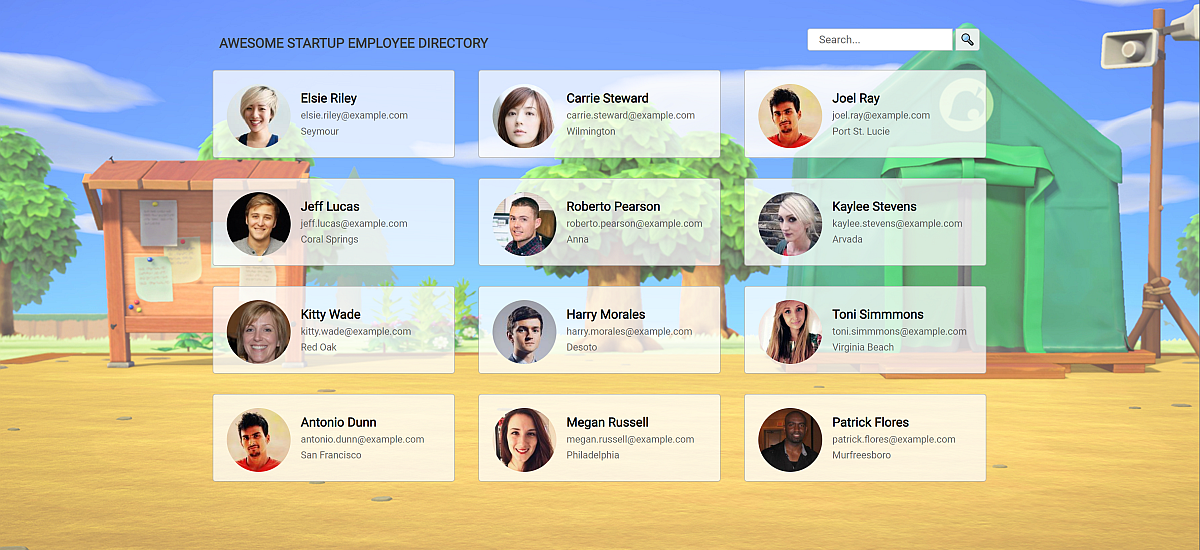 AWESOME STARTUP EMPLOYEE DIRECTORY
Search...
Elsie Riley
elsie.riley@example.com
Seymour
Carrie Steward
carrie.steward@example.com
Wilmington
Joel Ray
joel.ray@example.com
Port St. Lucie
Jeff Lucas
jeff.lucas@example.com
Coral Springs
Roberto Pearson
roberto.pearson@example.com
Anna
Kaylee Stevens
kaylee.stevens@example.com
Arvada
Kitty Wade
kitty.wade@example.com
Red Oak
Harry Morales
harry.morales@example.com
Desoto
Toni Simmmons
toni.simmmons@example.com
Virginia Beach
Antonio Dunn
antonio.dunn@example.com
San Francisco
Megan Russell
megan.russell@example.com
Philadelphia
Patrick Flores
patrick.flores@example.com
Murfreesboro